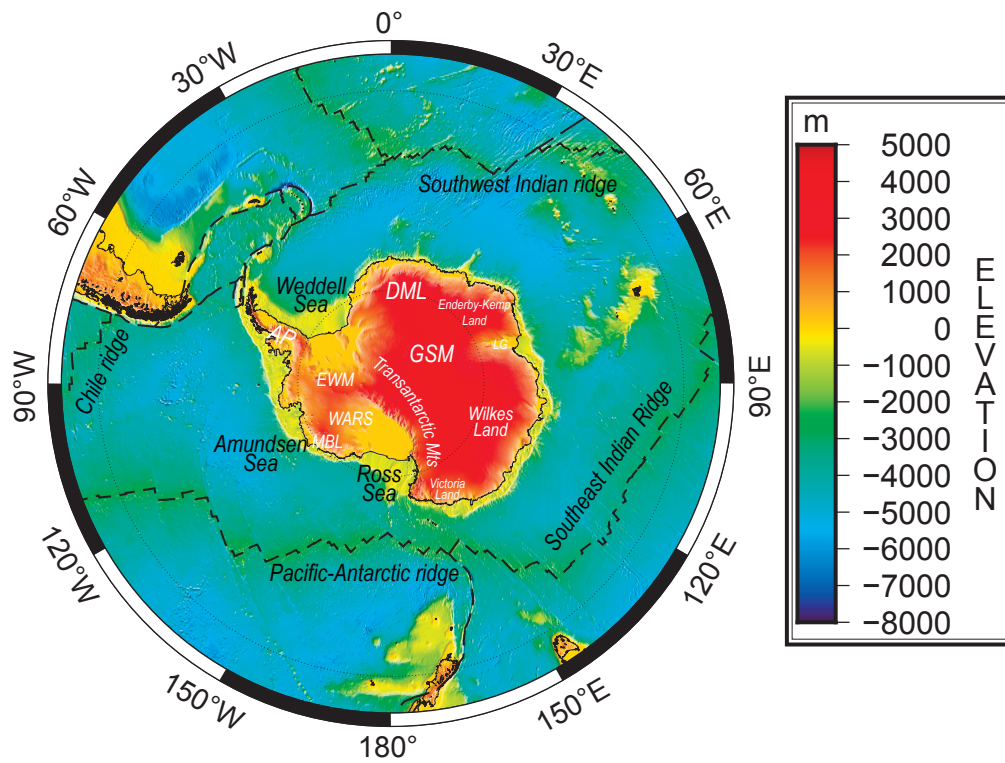 0°
30°W
30°E
60°W
60°E
90°W
90°E
120°W
120°E
150°W
150°E
180°
Southwest Indian ridge
Weddell
Sea
DML
Enderby-Kemp
Land
AP
LG
GSM
Chile ridge
EWM
Transantarctic Mts
WARS
Wilkes
Land
MBL
Amundsen
Sea
Ross
Sea
Victoria
Land
Southeast Indian Ridge
Pacific-Antarctic ridge
m
5000
4000
3000
2000
1000
0
−1000
−2000
−3000
−4000
−5000
−6000
−7000
−8000
ELEVATION